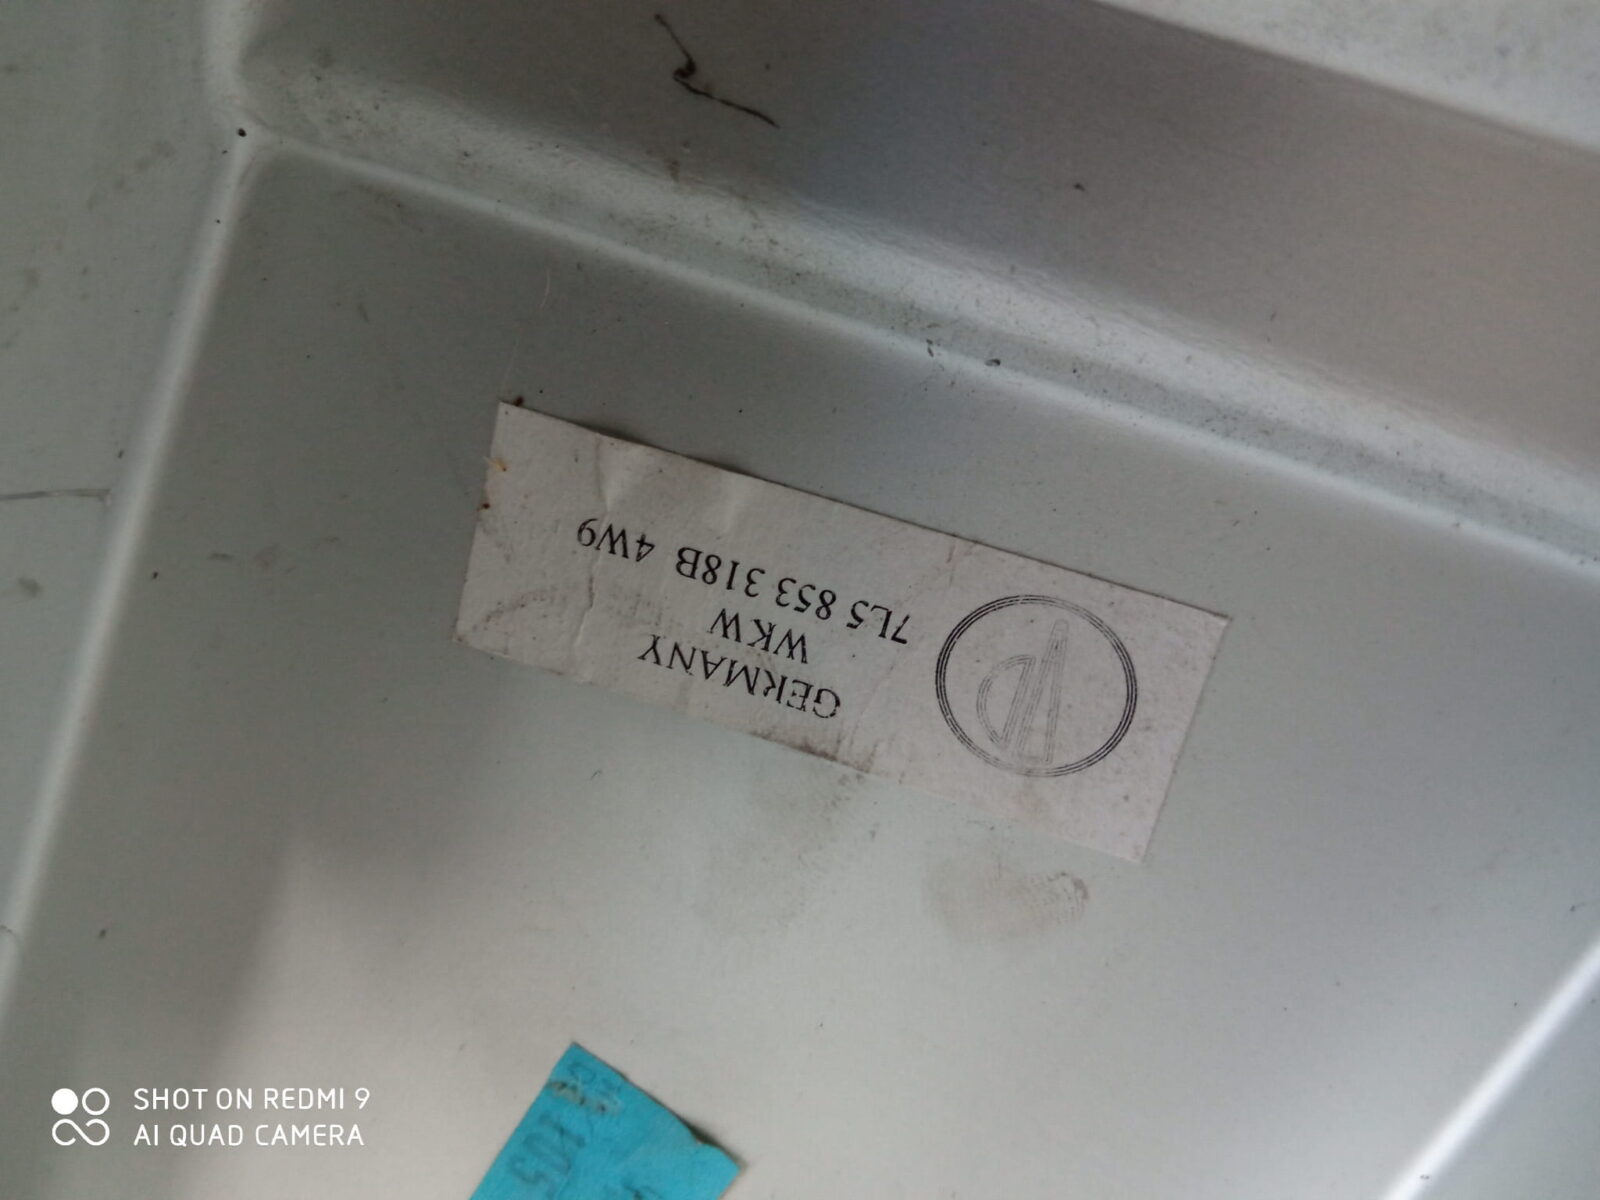 7L5 853 318B 4W9
WKW
GERMANY
SHOT ON REDMI 9
AI QUAD CAMERA